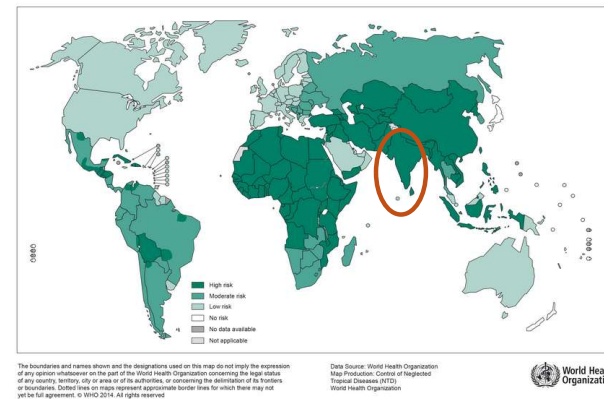 High risk
Moderate risk
Low risk
No risk
No data available
Not applicable
The boundaries and names shown and the designations used on this map do not imply the expression
of any opinion whatsoever on the part of the World Health Organization concerning the legal status
of any country, territory, city or area or of its authorities, or concerning the delimitation of its frontiers
or boundaries. Dotted lines on maps represent approximate border lines for which there may not
yet be full agreement. © WHO 2014. All rights reserved
Data Source: World Health Organization
Map Production: Control of Neglected
Tropical Diseases (NTD)
World Health Organization
World Hea
Organizatio